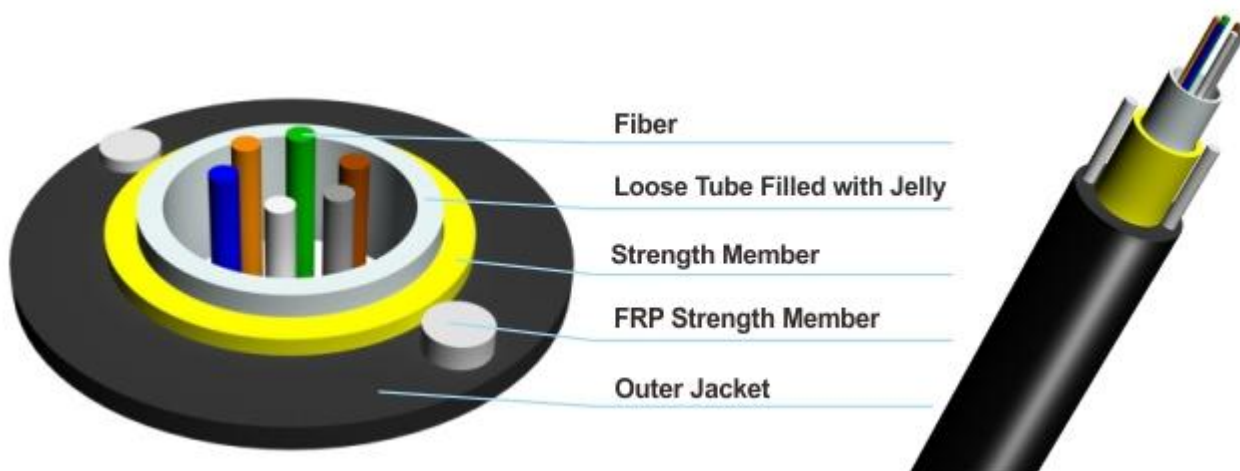 Fiber
Loose Tube Filled with Jelly
Strength Member
FRP Strength Member
Outer Jacket